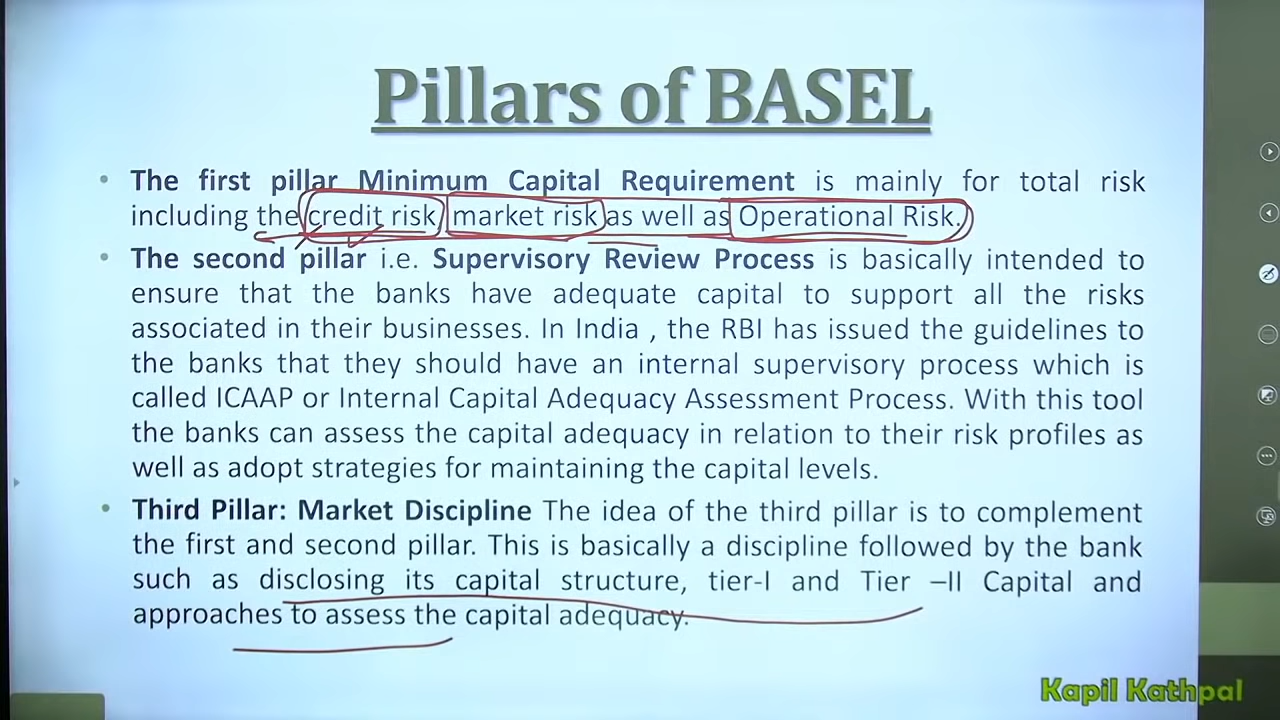 Pillars of BASEL
• The first pillar Minimum Capital Requirement is mainly for total risk
including the credit risk, market risk as well as Operational Risk.
• The second pillar i.e. Supervisory Review Process is basically intended to
ensure that the banks have adequate capital to support all the risks
associated in their businesses. In India , the RBI has issued the guidelines to
the banks that they should have an internal supervisory process which is
called ICAAP or Internal Capital Adequacy Assessment Process. With this tool
the banks can assess the capital adequacy in relation to their risk profiles as
well as adopt strategies for maintaining the capital levels.
• Third Pillar: Market Discipline The idea of the third pillar is to complement
the first and second pillar. This is basically a discipline followed by the bank
such as disclosing its capital structure, tier-I and Tier –II Capital and
approaches to assess the capital adequacy.
Kapil Kathpal